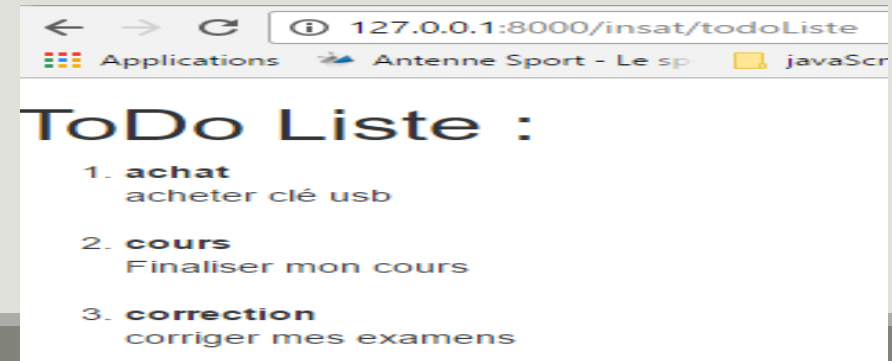 127.0.0.1:8000/insat/todoListe
Applications Antenne Sport - Le sp javaScr
ToDo Liste :
1. achat
acheter clé usb
2. cours
Finaliser mon cours
3. correction
corriger mes examens